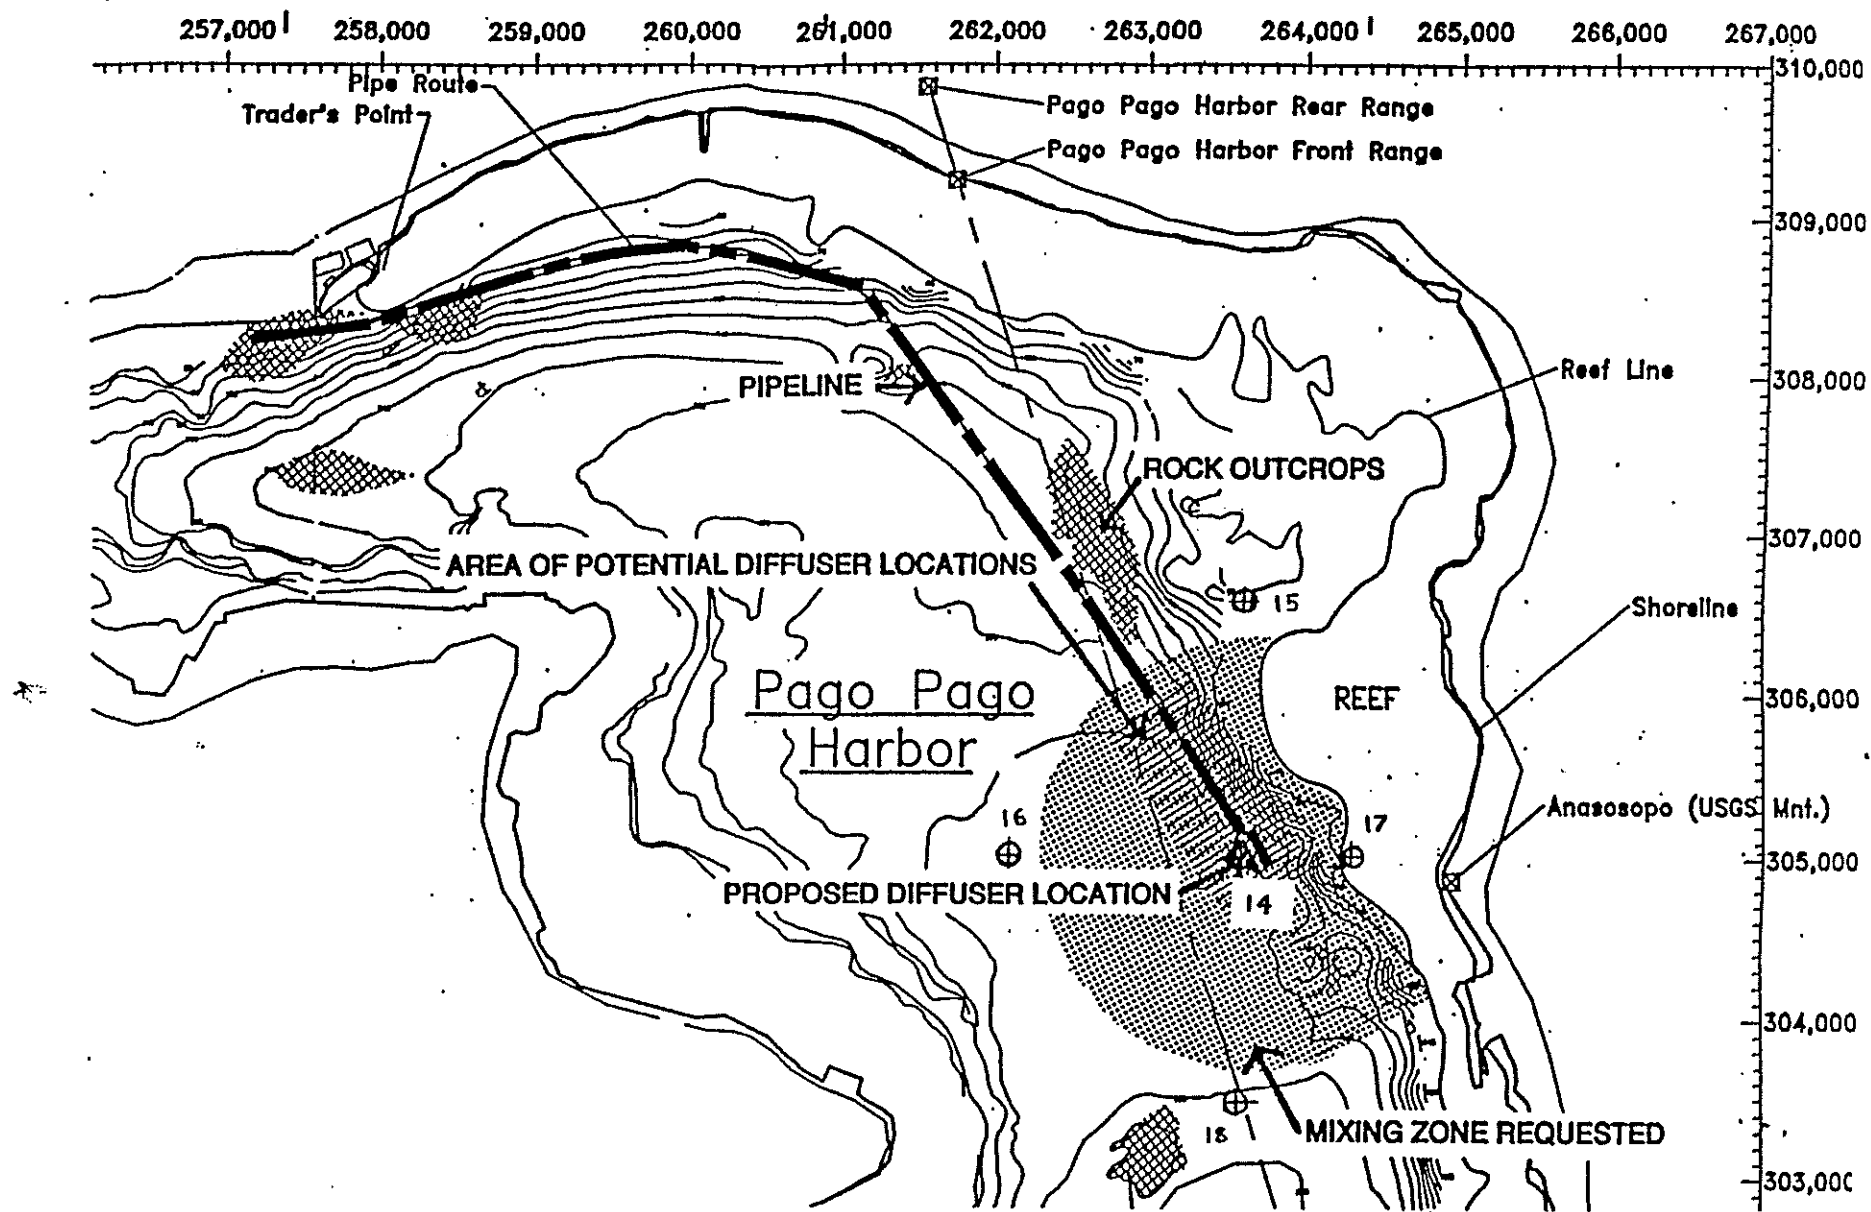 257,000 258,000 259,000 260,000 261,000 262,000 263,000 264,000 265,000 266,000 267,000
310,000
Pipe Route
Trader's Point
Pago Pago Harbor Rear Range
Pago Pago Harbor Front Range
309,000
Reef Line
308,000
PIPELINE
ROCK OUTCROPS
307,000
AREA OF POTENTIAL DIFFUSER LOCATIONS
15
Shoreline
306,000
Pago Pago
Harbor
REEF
16
17
Anasosopo (USGS Mnt.)
305,000
PROPOSED DIFFUSER LOCATION
14
304,000
18
MIXING ZONE REQUESTED
303,000